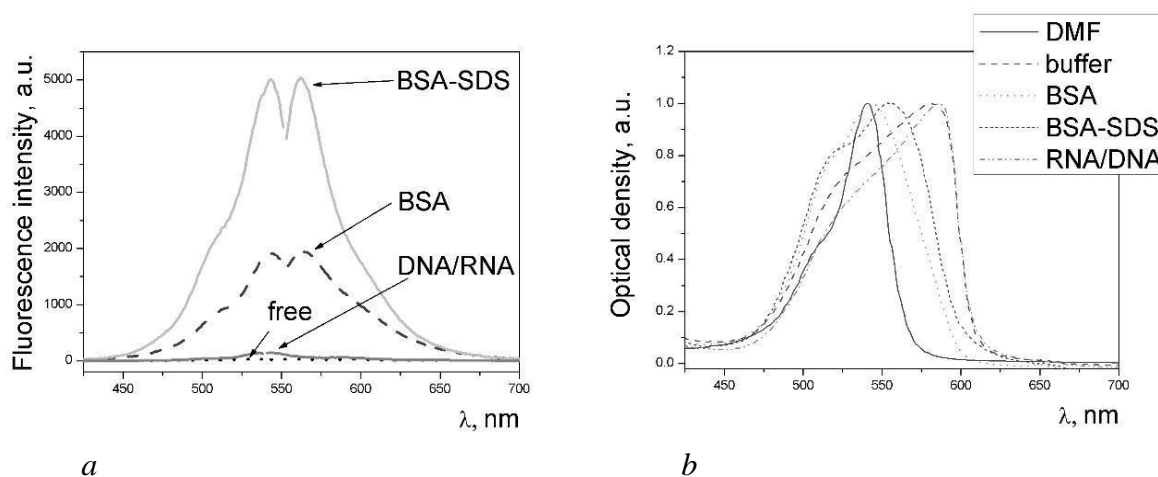 Fluorescence intensity, a.u.
5000
4000
3000
2000
1000
0
BSA-SDS
BSA
DNA/RNA
free
450 500 550 600 650 700
λ, nm
a
Optical density, a.u.
1.2
1.0
0.8
0.6
0.4
0.2
0.0
DMF
buffer
BSA
BSA-SDS
RNA/DNA
450 500 550 600 650 700
λ, nm
b